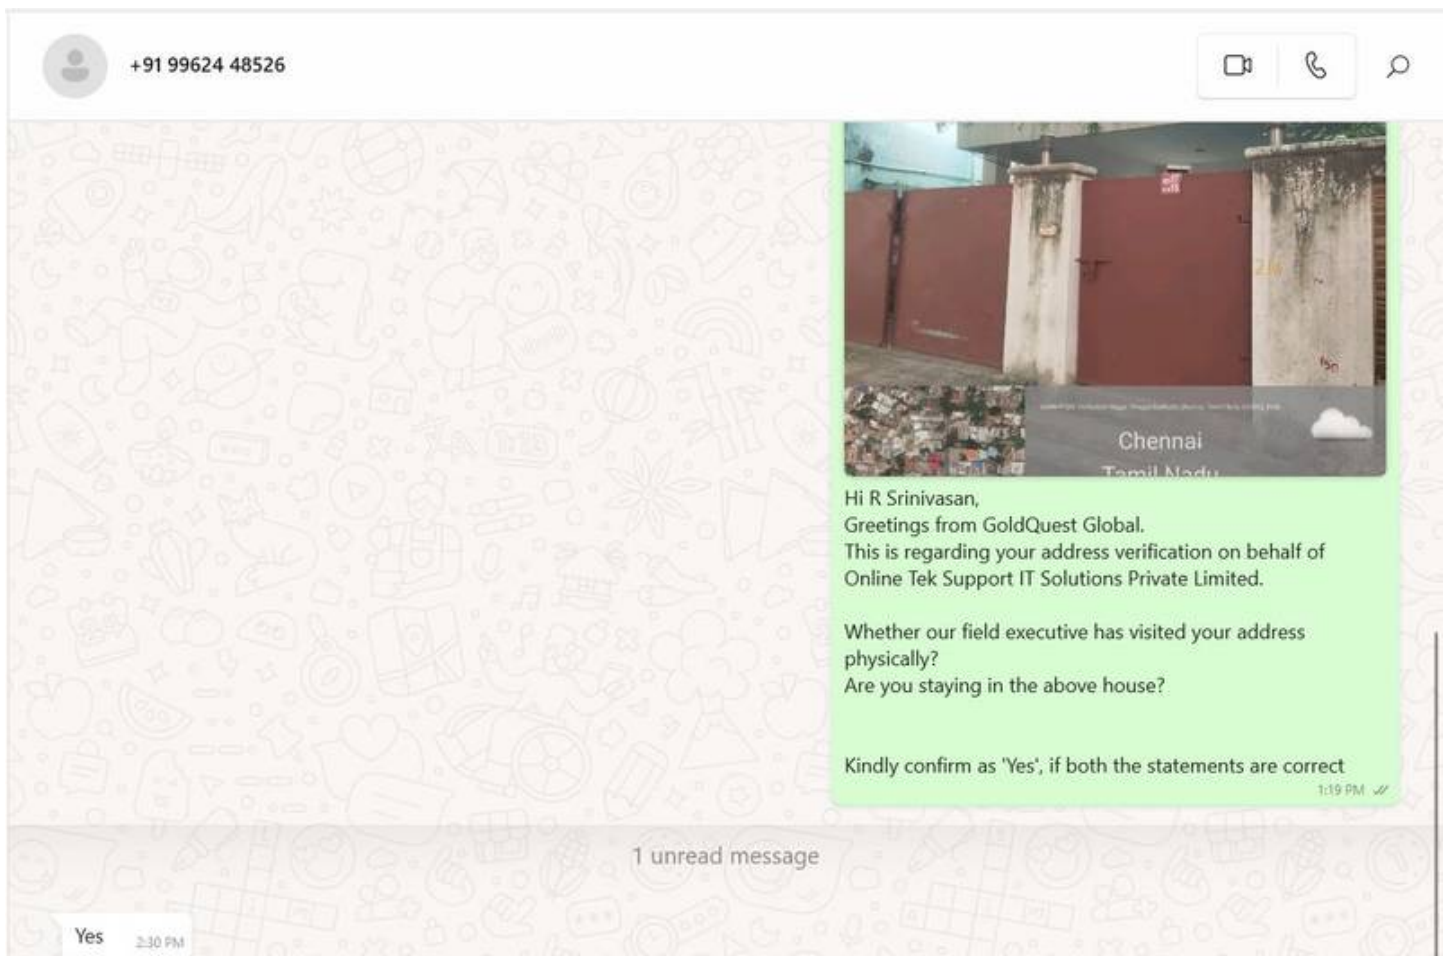 +91 99624 48526
Chennai
Tamil Nadu
Hi R Srinivasan,
Greetings from GoldQuest Global.
This is regarding your address verification on behalf of
Online Tek Support IT Solutions Private Limited.
Whether our field executive has visited your address
physically?
Are you staying in the above house?
Kindly confirm as 'Yes', if both the statements are correct
1:19 PM
1 unread message
Yes
2:30 PM